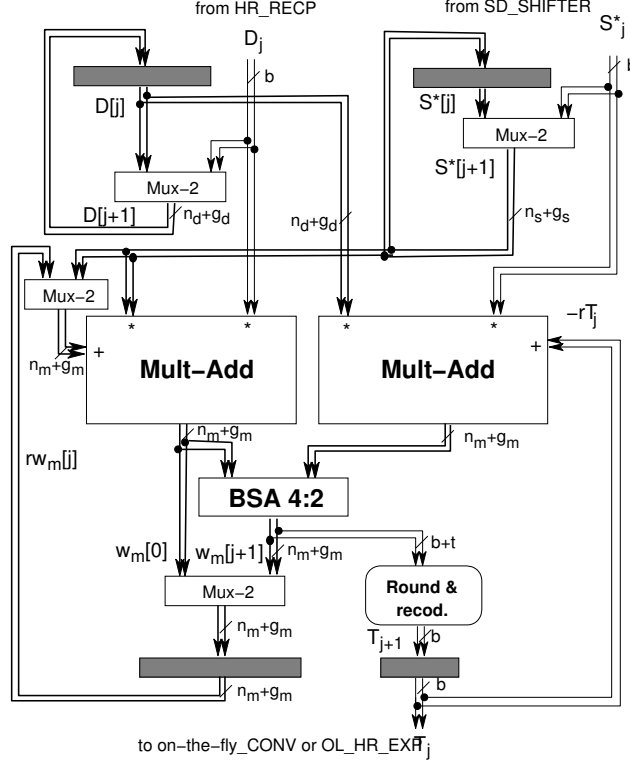 from HR_RECP
from SD_SHIFTER
D_j
S*_j
b
b
D[j]
S*[j]
Mux−2
S*[j+1]
Mux−2
D[j+1]
n_d+g_d
n_d+g_d
n_s+g_s
Mux−2
*
*
*
*
−rT_j
+
+
Mult−Add
Mult−Add
n_m+g_m
n_m+g_m
n_m+g_m
rw_m[j]
BSA 4:2
w_m[0]
w_m[j+1]
n_m+g_m
b+t
Mux−2
Round &
recod.
n_m+g_m
T_j+1
b
n_m+g_m
b
to on−the−fly_CONV or OL_HR_EXP
T_j